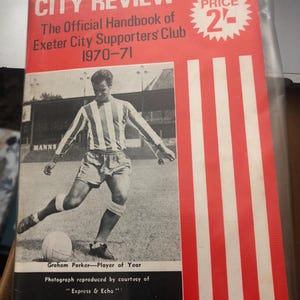 CITY REVIEW
PRICE
2/-
The Official Handbook of
Exeter City Supporters' Club
1970-71
MANNS
Graham Parker—Player of Year
Photograph reproduced by courtesy of
"Express & Echo"